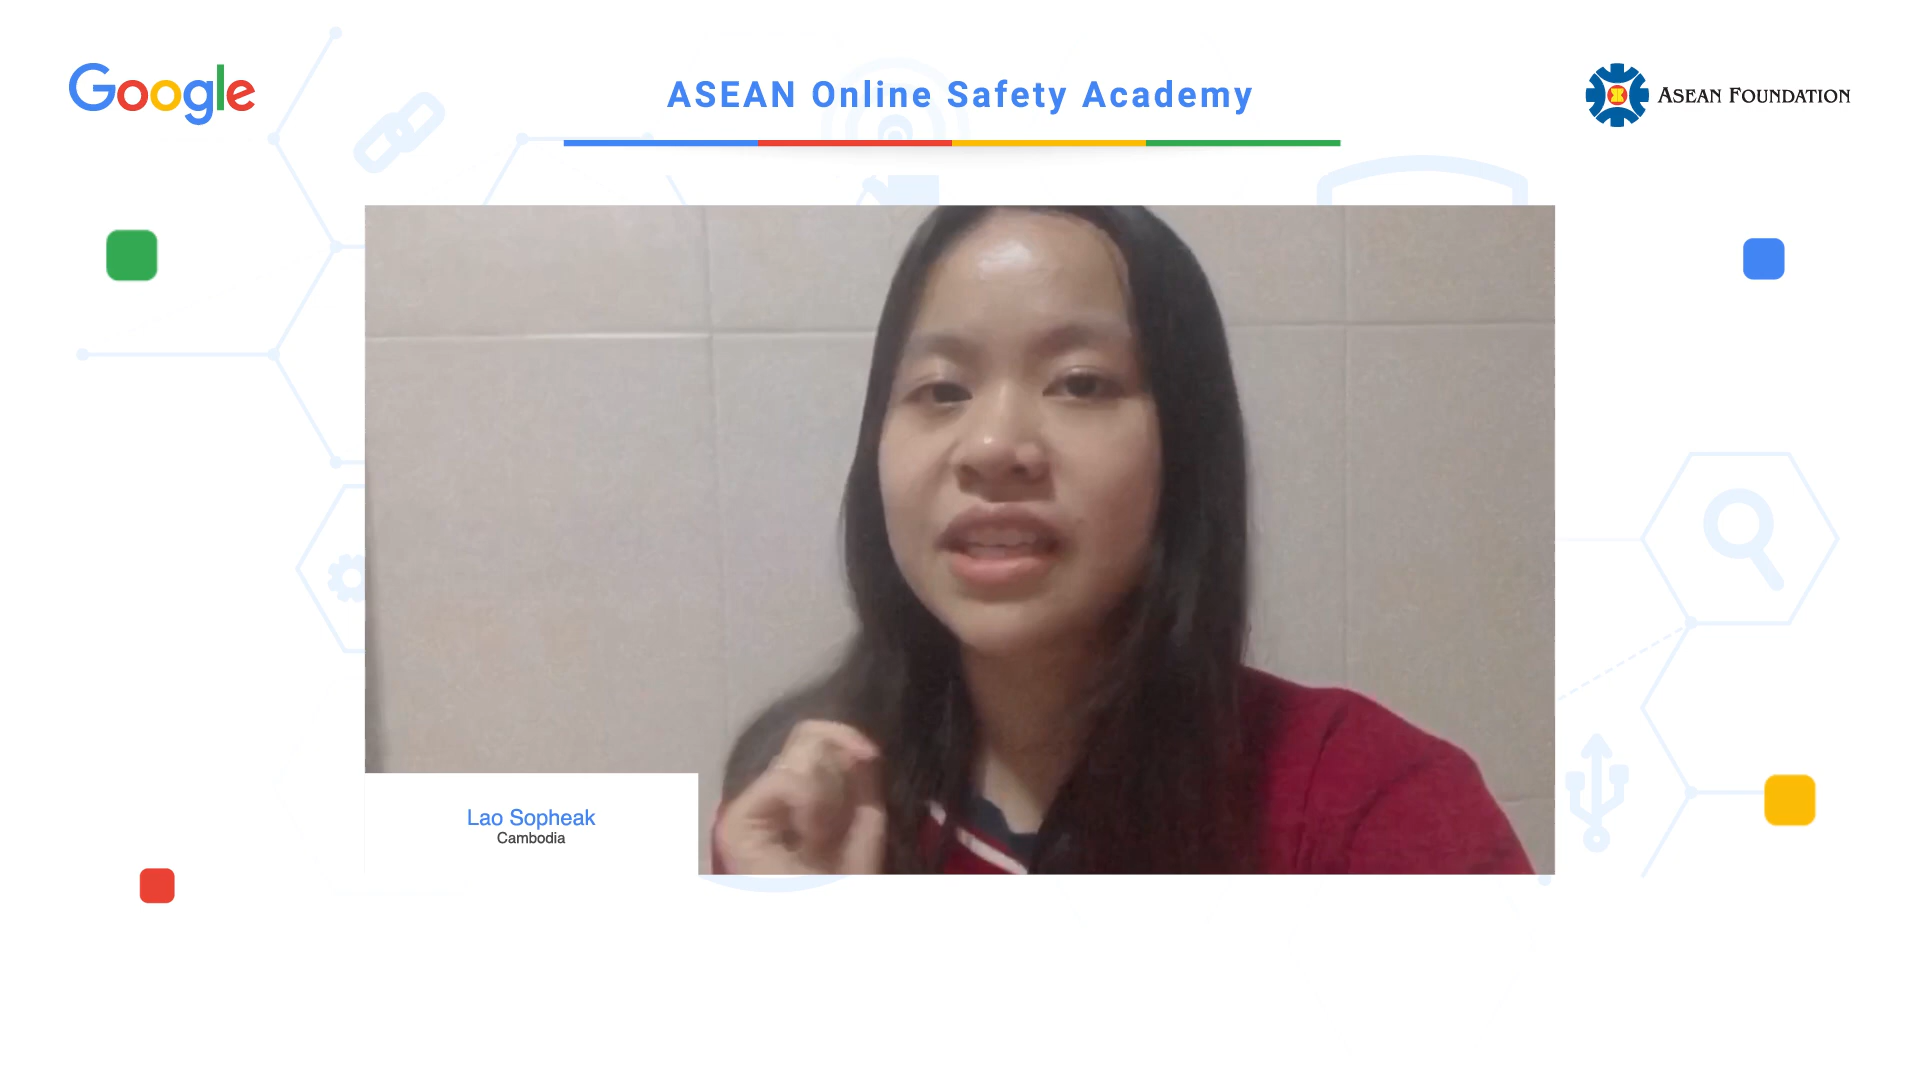 Google
ASEAN Online Safety Academy
ASEAN FOUNDATION
Lao Sopheak
Cambodia